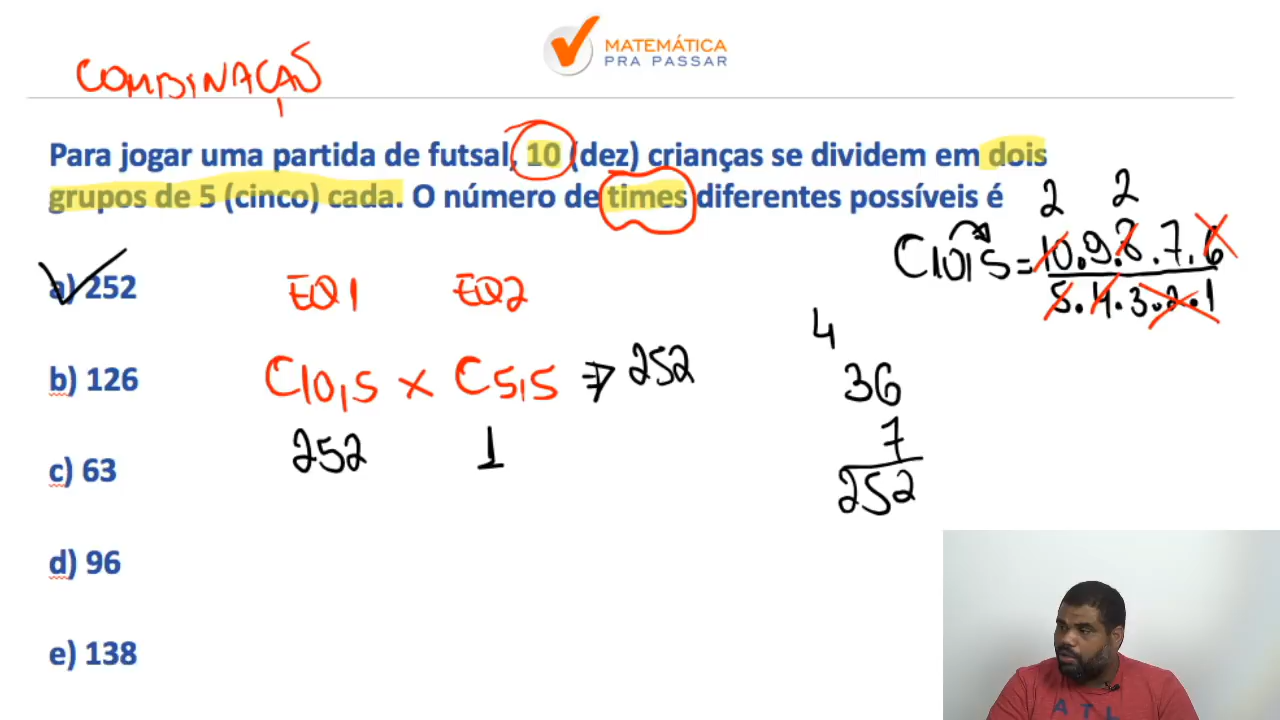 MATEMÁTICA
PRA PASSAR
COMBINAÇÃO
Para jogar uma partida de futsal, 10 (dez) crianças se dividem em dois
grupos de 5 (cinco) cada. O número de times diferentes possíveis é
2 2
C10,5 = 10.9.8.7.6
5.4.3.2.1
a) 252
EQ1 EQ2
b) 126
C10,5 x C5,5 ⇒ 252
252 1
4
36
7
252
c) 63
d) 96
e) 138
ATL